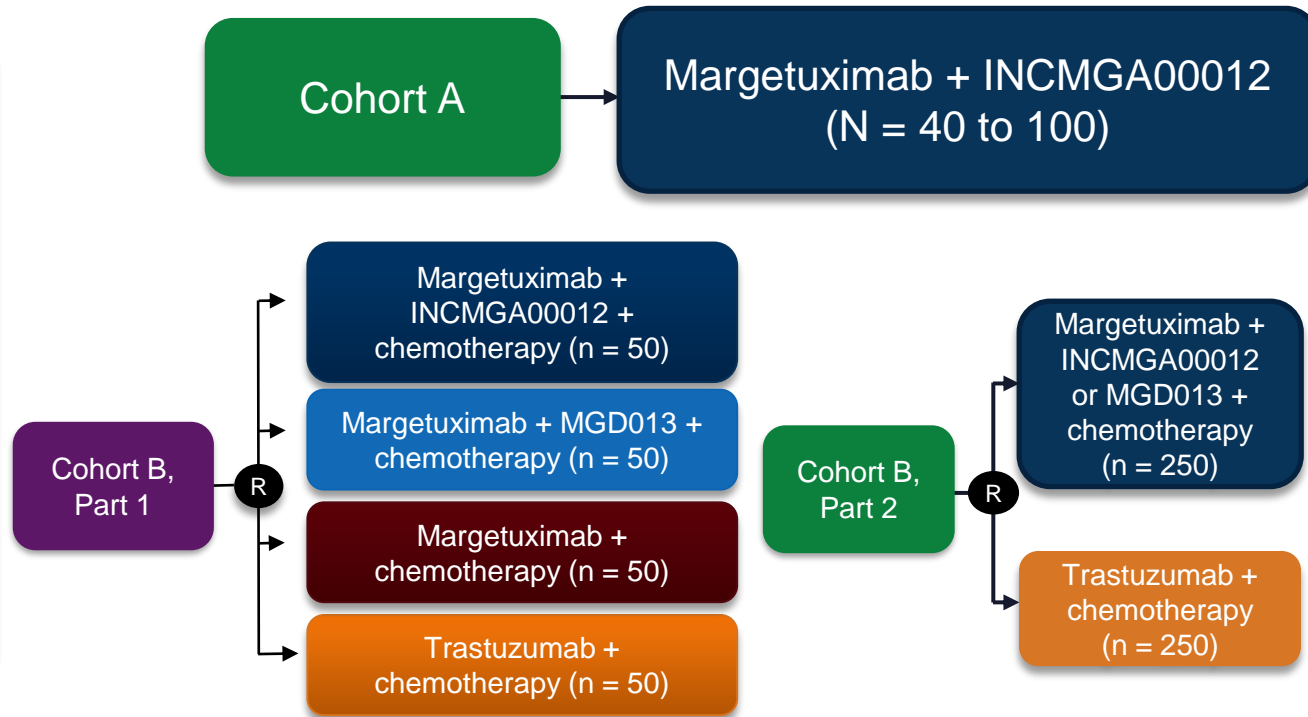 Cohort A
Margetuximab + INCMGA00012
(N = 40 to 100)
Cohort B,
Part 1
R
Margetuximab +
INCMGA00012 +
chemotherapy (n = 50)
Margetuximab + MGD013 +
chemotherapy (n = 50)
Margetuximab +
chemotherapy (n = 50)
Trastuzumab +
chemotherapy (n = 50)
Cohort B,
Part 2
R
Margetuximab +
INCMGA00012
or MGD013 +
chemotherapy
(n = 250)
Trastuzumab +
chemotherapy
(n = 250)